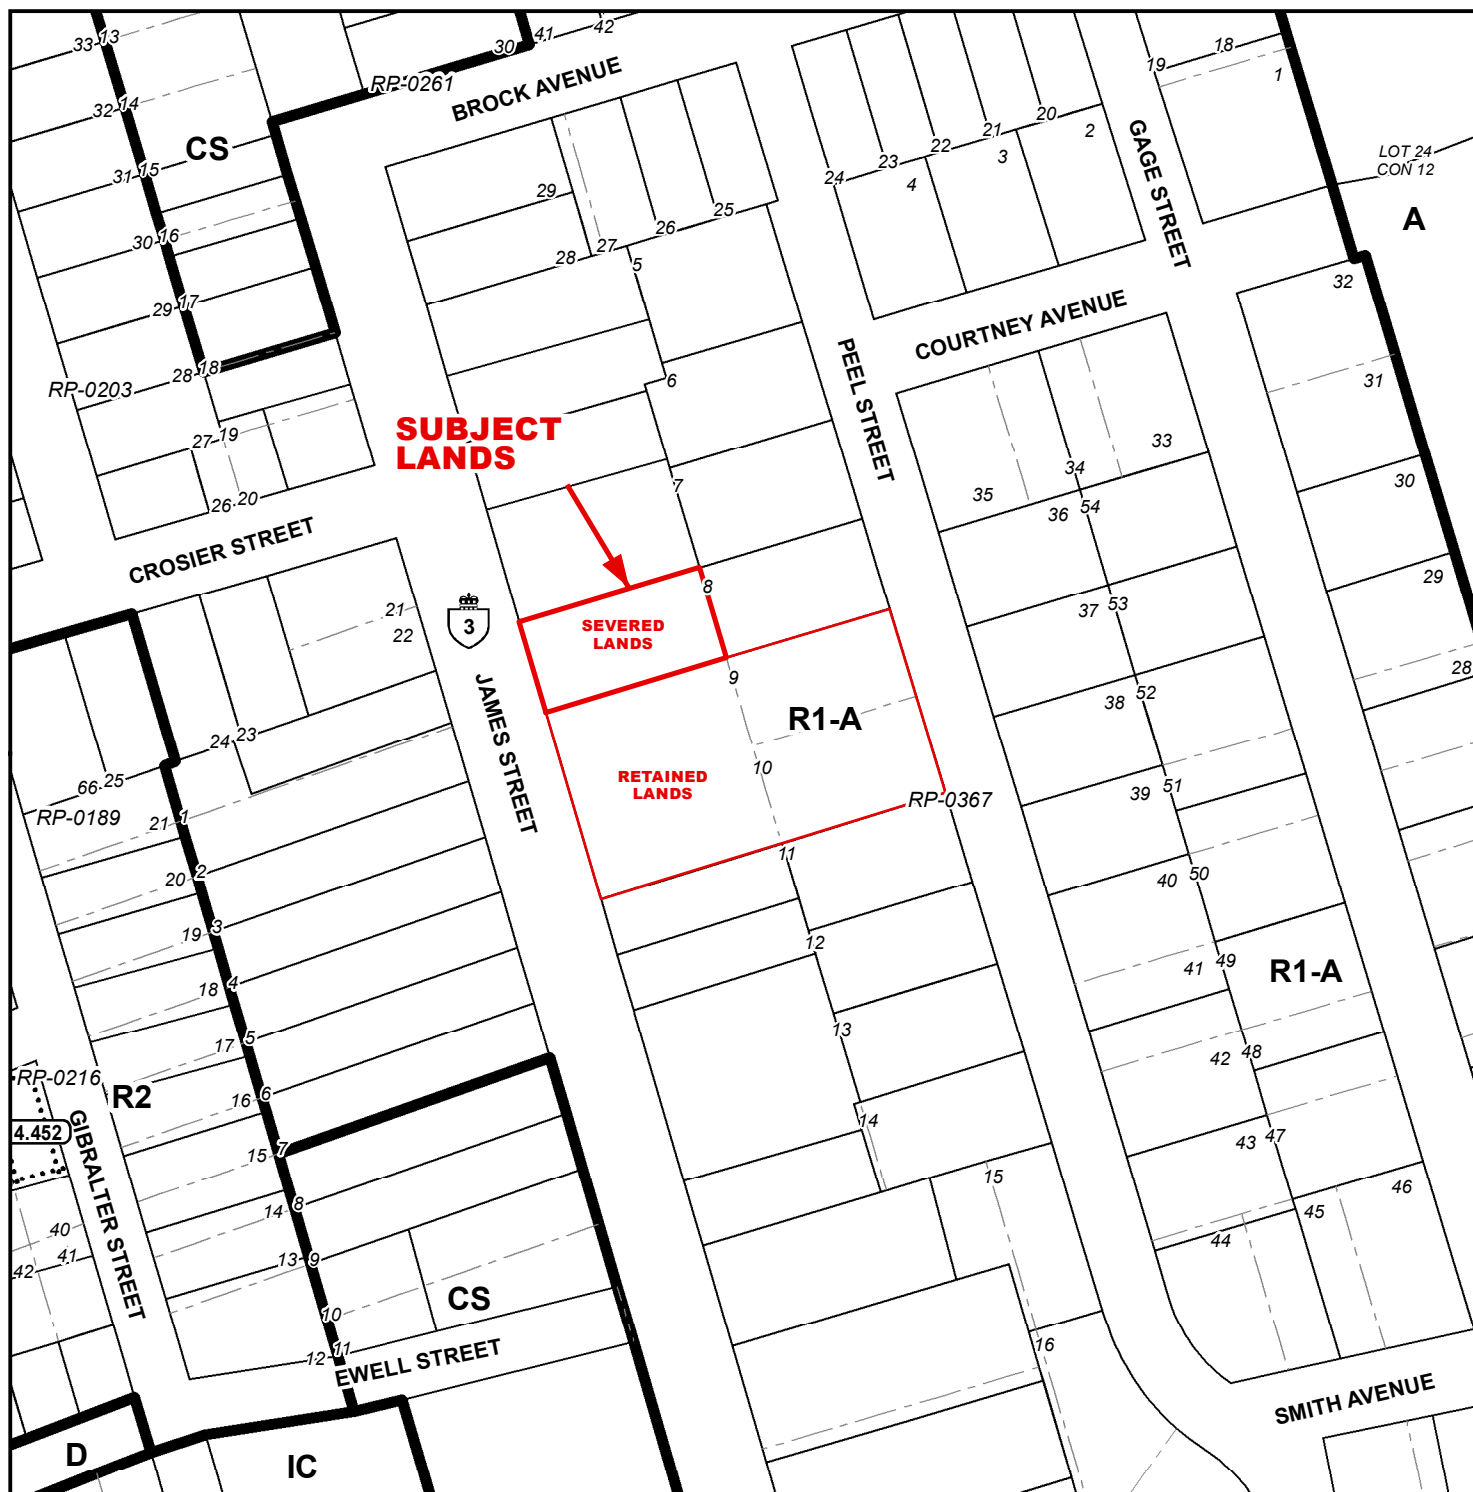 33 13
30
41
42
RP-0261
BROCK AVENUE
19
18
1
32 14
CS
20
2
21
22
3
23
24
4
GAGE STREET
LOT 24
CON 12
31 15
29
A
30 16
25
26
27
28
5
32
29 17
COURTNEY AVENUE
PEEL STREET
28 18
RP-0203
6
31
SUBJECT
LANDS
27 19
33
34
7
35
30
26 20
36 54
CROSIER STREET
8
29
21
22
3
SEVERED
LANDS
37 53
28
9
JAMES STREET
R1-A
38 52
24 23
10
RETAINED
LANDS
66 25
39 51
RP-0367
RP-0189
21 1
11
20 2
40 50
19 3
12
41 49
R1-A
18 4
13
17 5
42 48
RP-0216
R2
16 6
14
4.452
43 47
15 7
GIBRALTER STREET
15
46
14 8
45
44
40
41
42
13 9
CS
10
16
12 11
EWELL STREET
SMITH AVENUE
D
IC